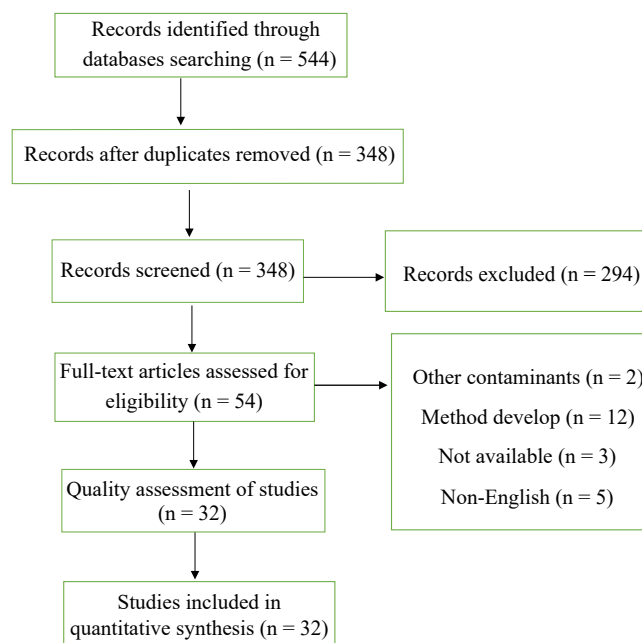 Records identified through
databases searching (n = 544)
Records after duplicates removed (n = 348)
Records screened (n = 348)
Records excluded (n = 294)
Full-text articles assessed for
eligibility (n = 54)
Other contaminants (n = 2)
Method develop (n = 12)
Not available (n = 3)
Non-English (n = 5)
Quality assessment of studies
(n = 32)
Studies included in
quantitative synthesis (n = 32)